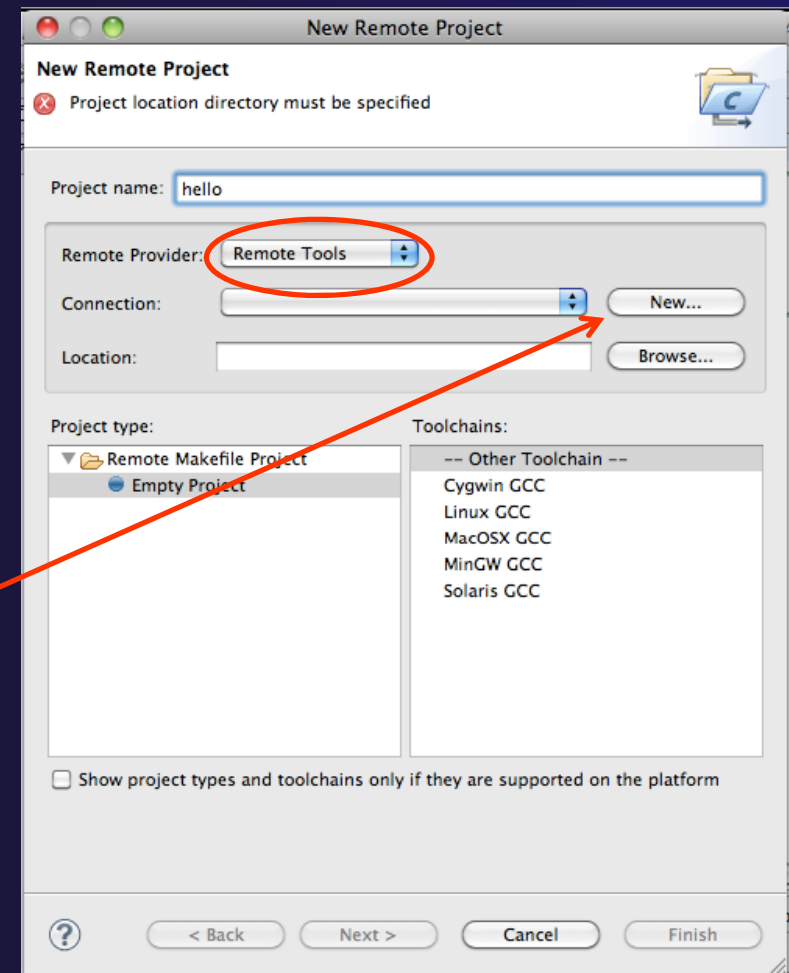 New Remote Project
New Remote Project
Project location directory must be specified
C
Project name: hello
Remote Provider: Remote Tools
Connection: New...
Location: Browse...
Project type: Toolchains:
Remote Makefile Project -- Other Toolchain --
Empty Project Cygwin GCC
Linux GCC
MacOSX GCC
MinGW GCC
Solaris GCC
Show project types and toolchains only if they are supported on the platform
? < Back Next > Cancel Finish